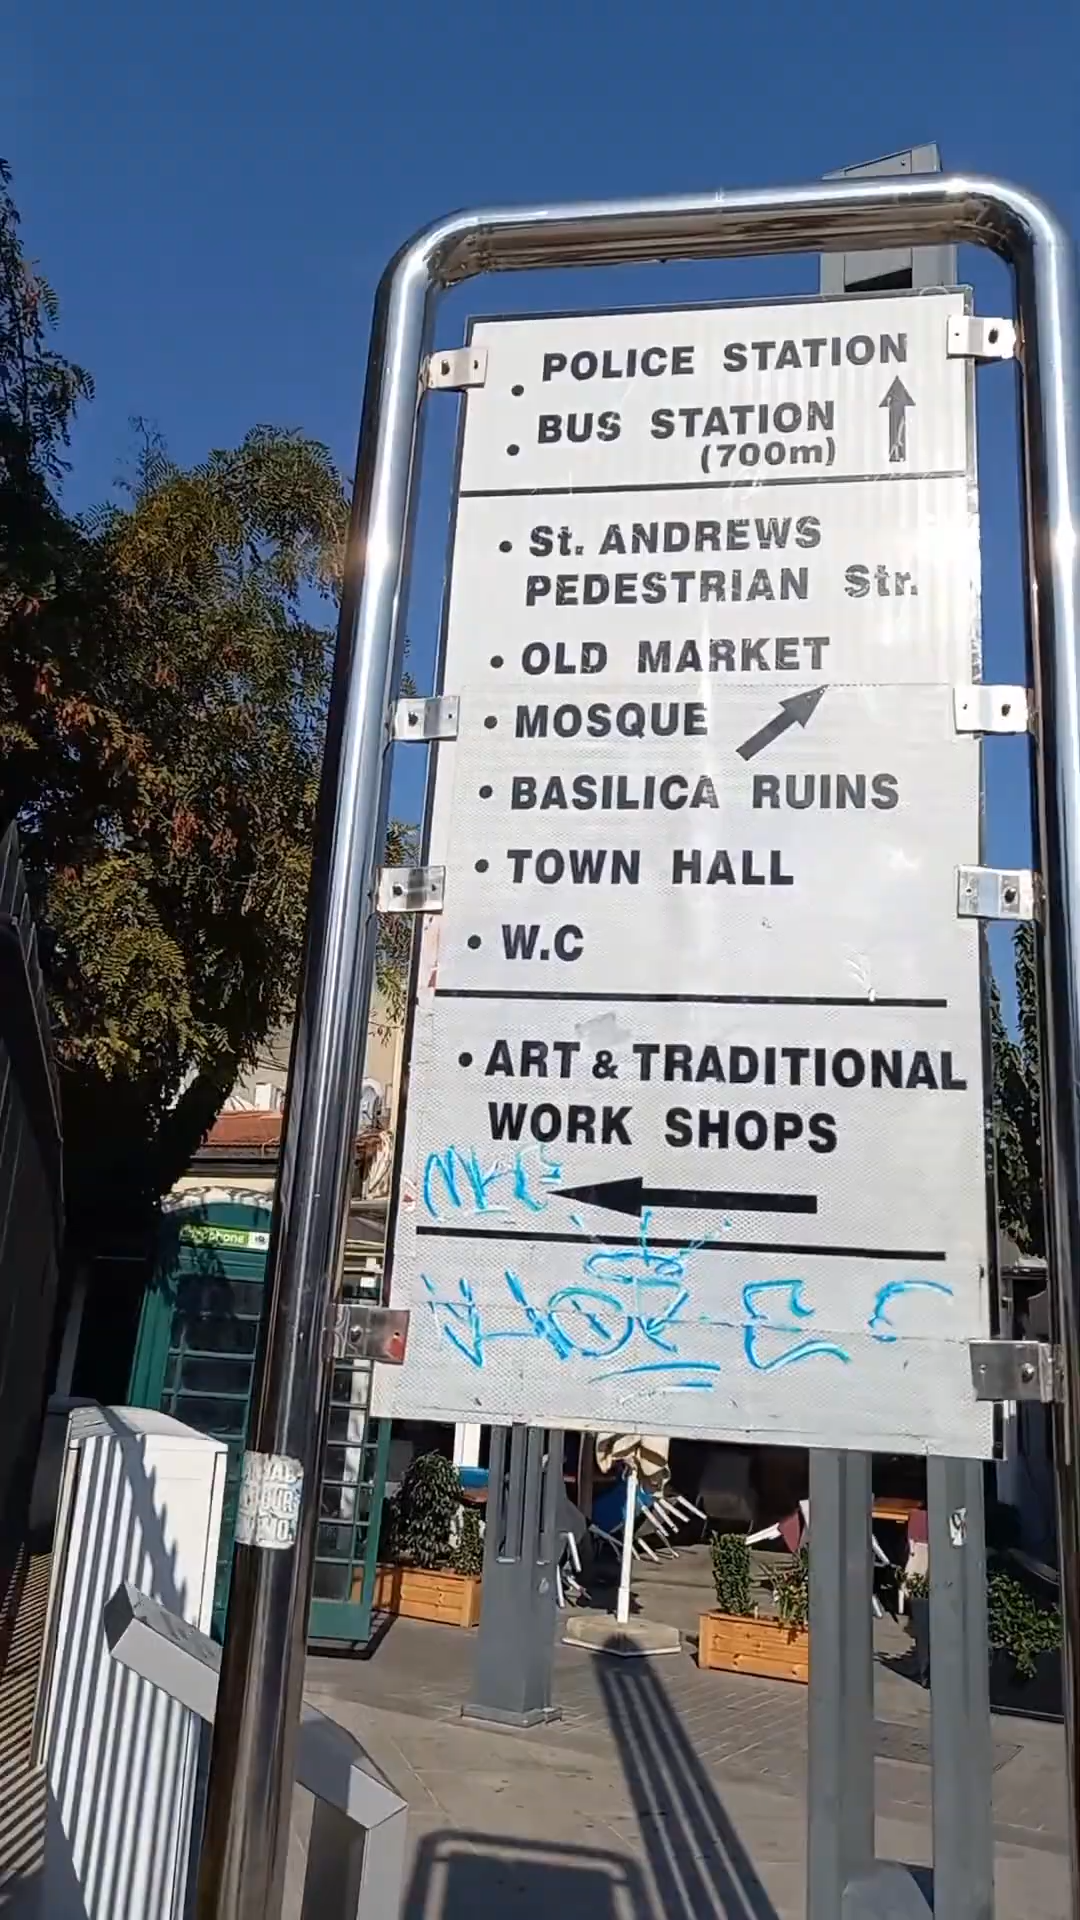 • POLICE STATION
• BUS STATION
(700m)
• St. ANDREWS
PEDESTRIAN Str.
• OLD MARKET
• MOSQUE
• BASILICA RUINS
• TOWN HALL
• W.C
• ART & TRADITIONAL
WORK SHOPS